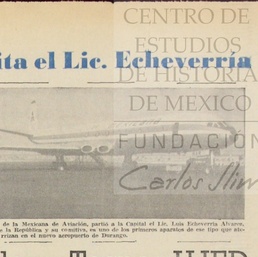 CENTRO DE
ESTUDIOS
ita el Lic. Echeverría
DE HISTORIA
DE MEXICO
FUNDACIÓN
Carlos Slim
de la Mexicana de Aviación, partió a la Capital el Lic. Luis Echeverría Alvarez,
de la República y su comitiva, es uno de los primeros aparatos de ese tipo que ate-
rrizan en el nuevo aeropuerto de Durango.